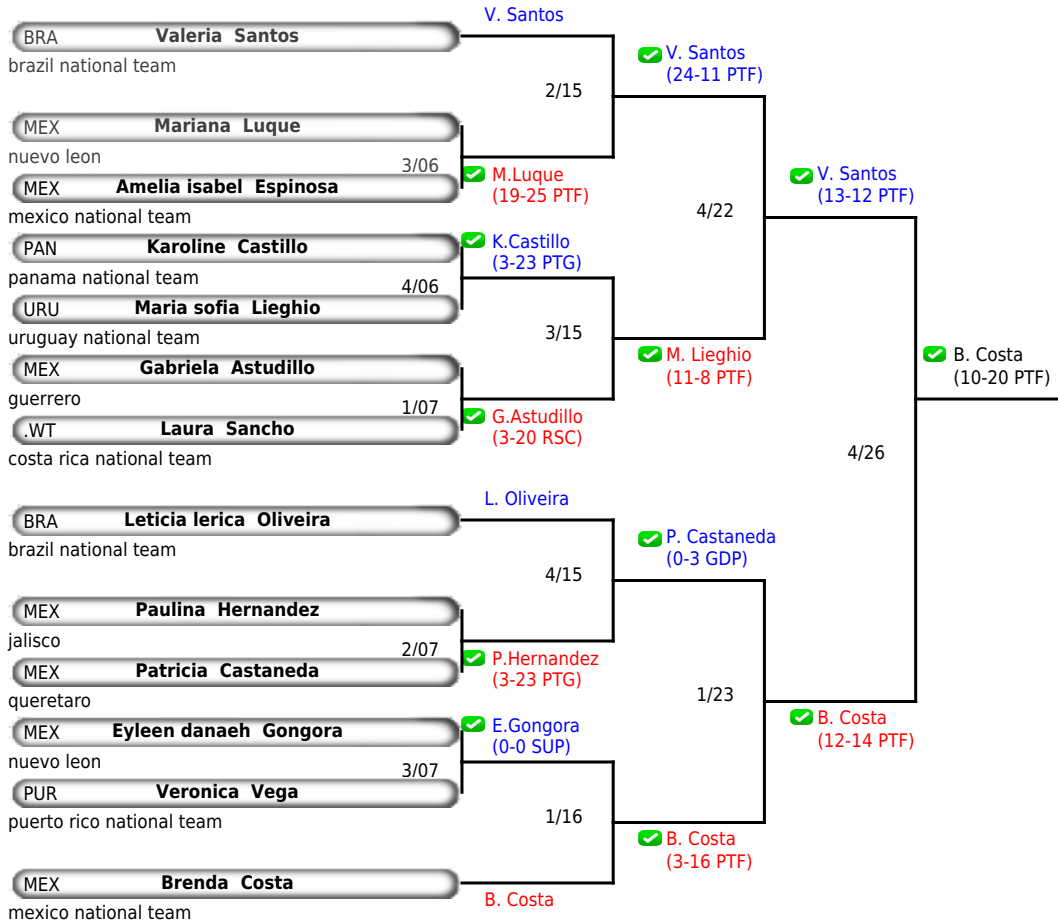 V. Santos
BRA Valeria Santos
brazil national team
2/15
V. Santos
(24-11 PTF)
MEX Mariana Luque
nuevo leon
3/06
MEX Amelia isabel Espinosa
mexico national team
M.Luque
(19-25 PTF)
4/22
V. Santos
(13-12 PTF)
PAN Karoline Castillo
panama national team
4/06
URU Maria sofia Lieghio
uruguay national team
K.Castillo
(3-23 PTG)
3/15
M. Lieghio
(11-8 PTF)
MEX Gabriela Astudillo
guerrero
1/07
.WT Laura Sancho
costa rica national team
G.Astudillo
(3-20 RSC)
B. Costa
(10-20 PTF)
4/26
L. Oliveira
BRA Leticia lerica Oliveira
brazil national team
4/15
P. Castaneda
(0-3 GDP)
MEX Paulina Hernandez
jalisco
2/07
MEX Patricia Castaneda
queretaro
P.Hernandez
(3-23 PTG)
1/23
B. Costa
(12-14 PTF)
MEX Eyleen danaeh Gongora
nuevo leon
3/07
PUR Veronica Vega
puerto rico national team
E.Gongora
(0-0 SUP)
1/16
B. Costa
(3-16 PTF)
MEX Brenda Costa
mexico national team
B. Costa